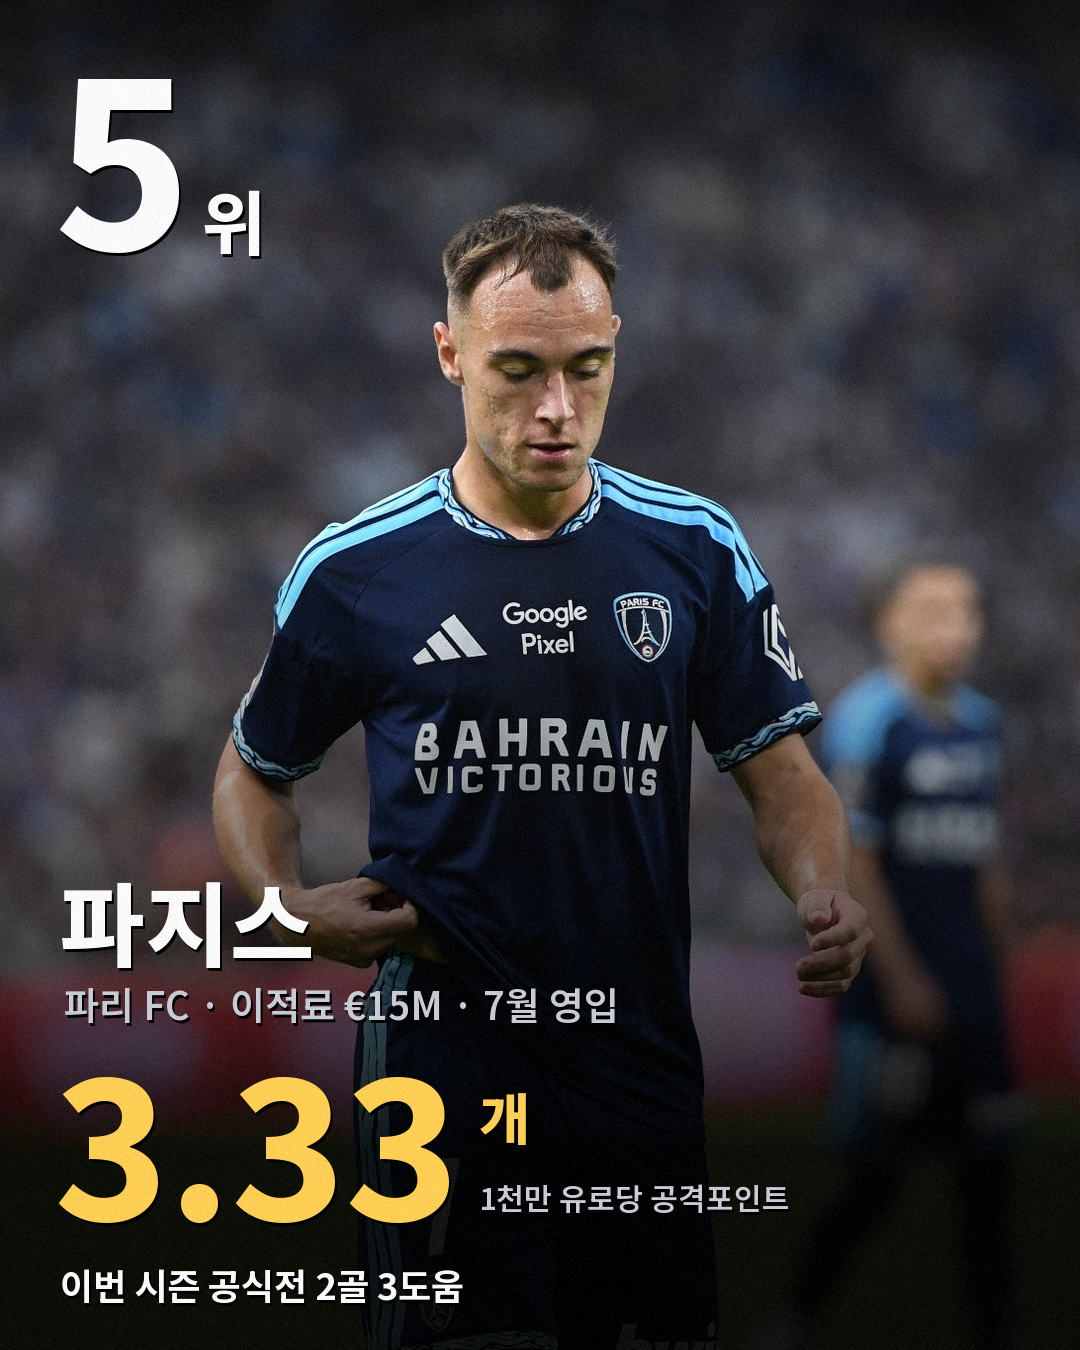 5위
Google
Pixel
PARIS FC
BAHRAIN
VICTORIOUS
파지스
파리 FC · 이적료 €15M · 7월 영입
3.33 개
1천만 유로당 공격포인트
이번 시즌 공식전 2골 3도움